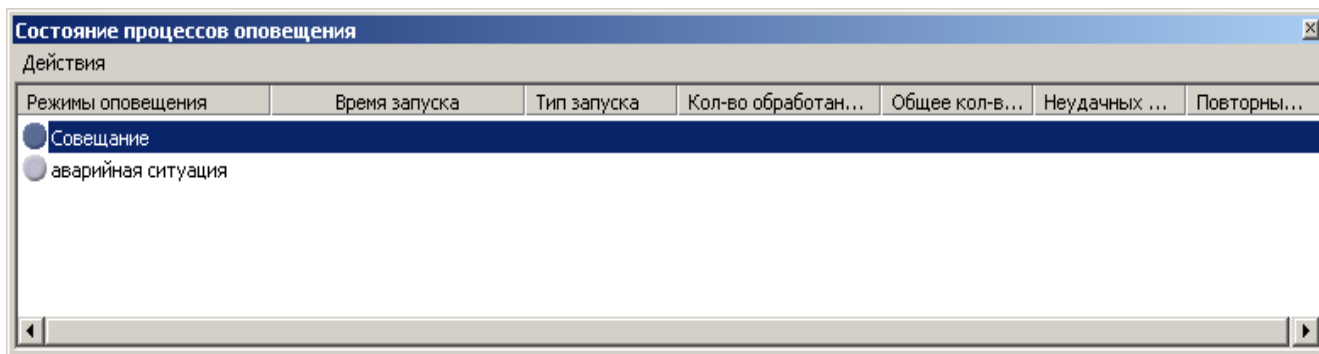 Состояние процессов оповещения
Действия
Режимы оповещения Время запуска Тип запуска Кол-во обработан... Общее кол-в... Неудачных ... Повторны...
Совещание
аварийная ситуация